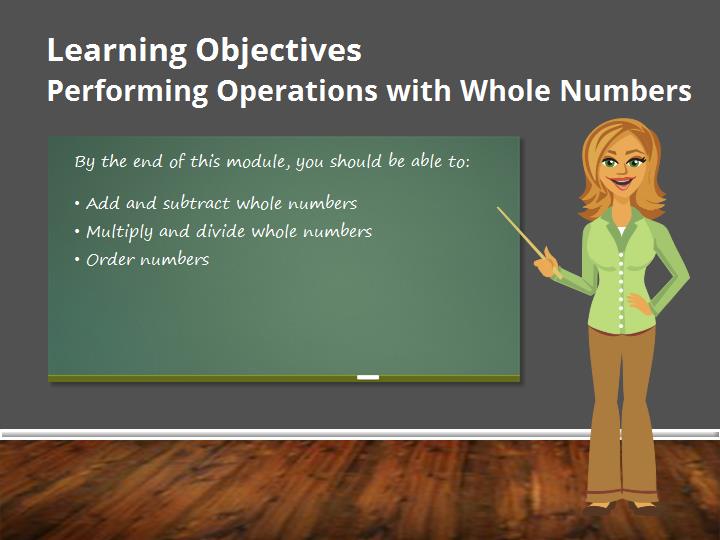 Learning Objectives
Performing Operations with Whole Numbers
By the end of this module, you should be able to:
• Add and subtract whole numbers
• Multiply and divide whole numbers
• Order numbers